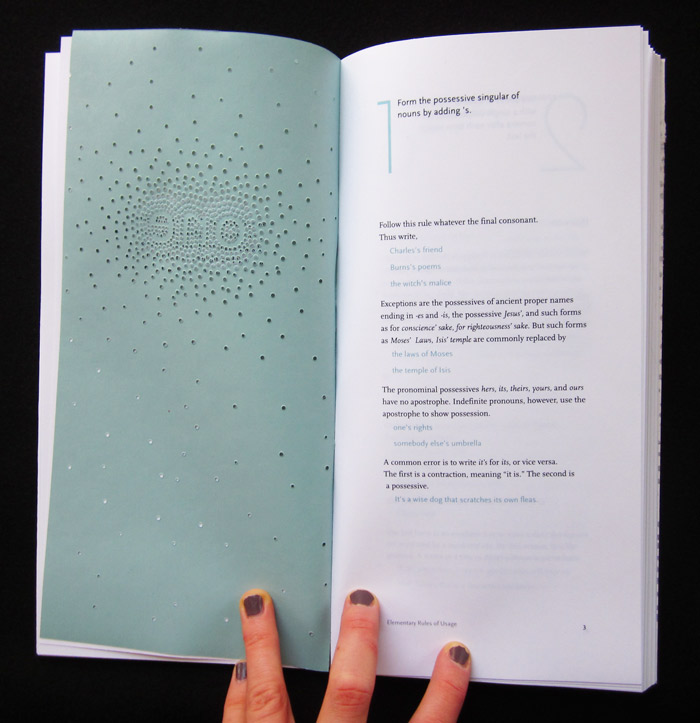 1
Form the possessive singular of
nouns by adding 's.
Follow this rule whatever the final consonant.
Thus write,
Charles's friend
Burns's poems
the witch's malice
Exceptions are the possessives of ancient proper names
ending in -es and -is, the possessive Jesus', and such forms
as for conscience' sake, for righteousness' sake. But such forms
as Moses' Laws, Isis' temple are commonly replaced by
the laws of Moses
the temple of Isis
The pronominal possessives hers, its, theirs, yours, and ours
have no apostrophe. Indefinite pronouns, however, use the
apostrophe to show possession.
one's rights
somebody else's umbrella
A common error is to write it's for its, or vice versa.
The first is a contraction, meaning “it is.” The second is
a possessive.
It's a wise dog that scratches its own fleas.
Elementary Rules of Usage
3